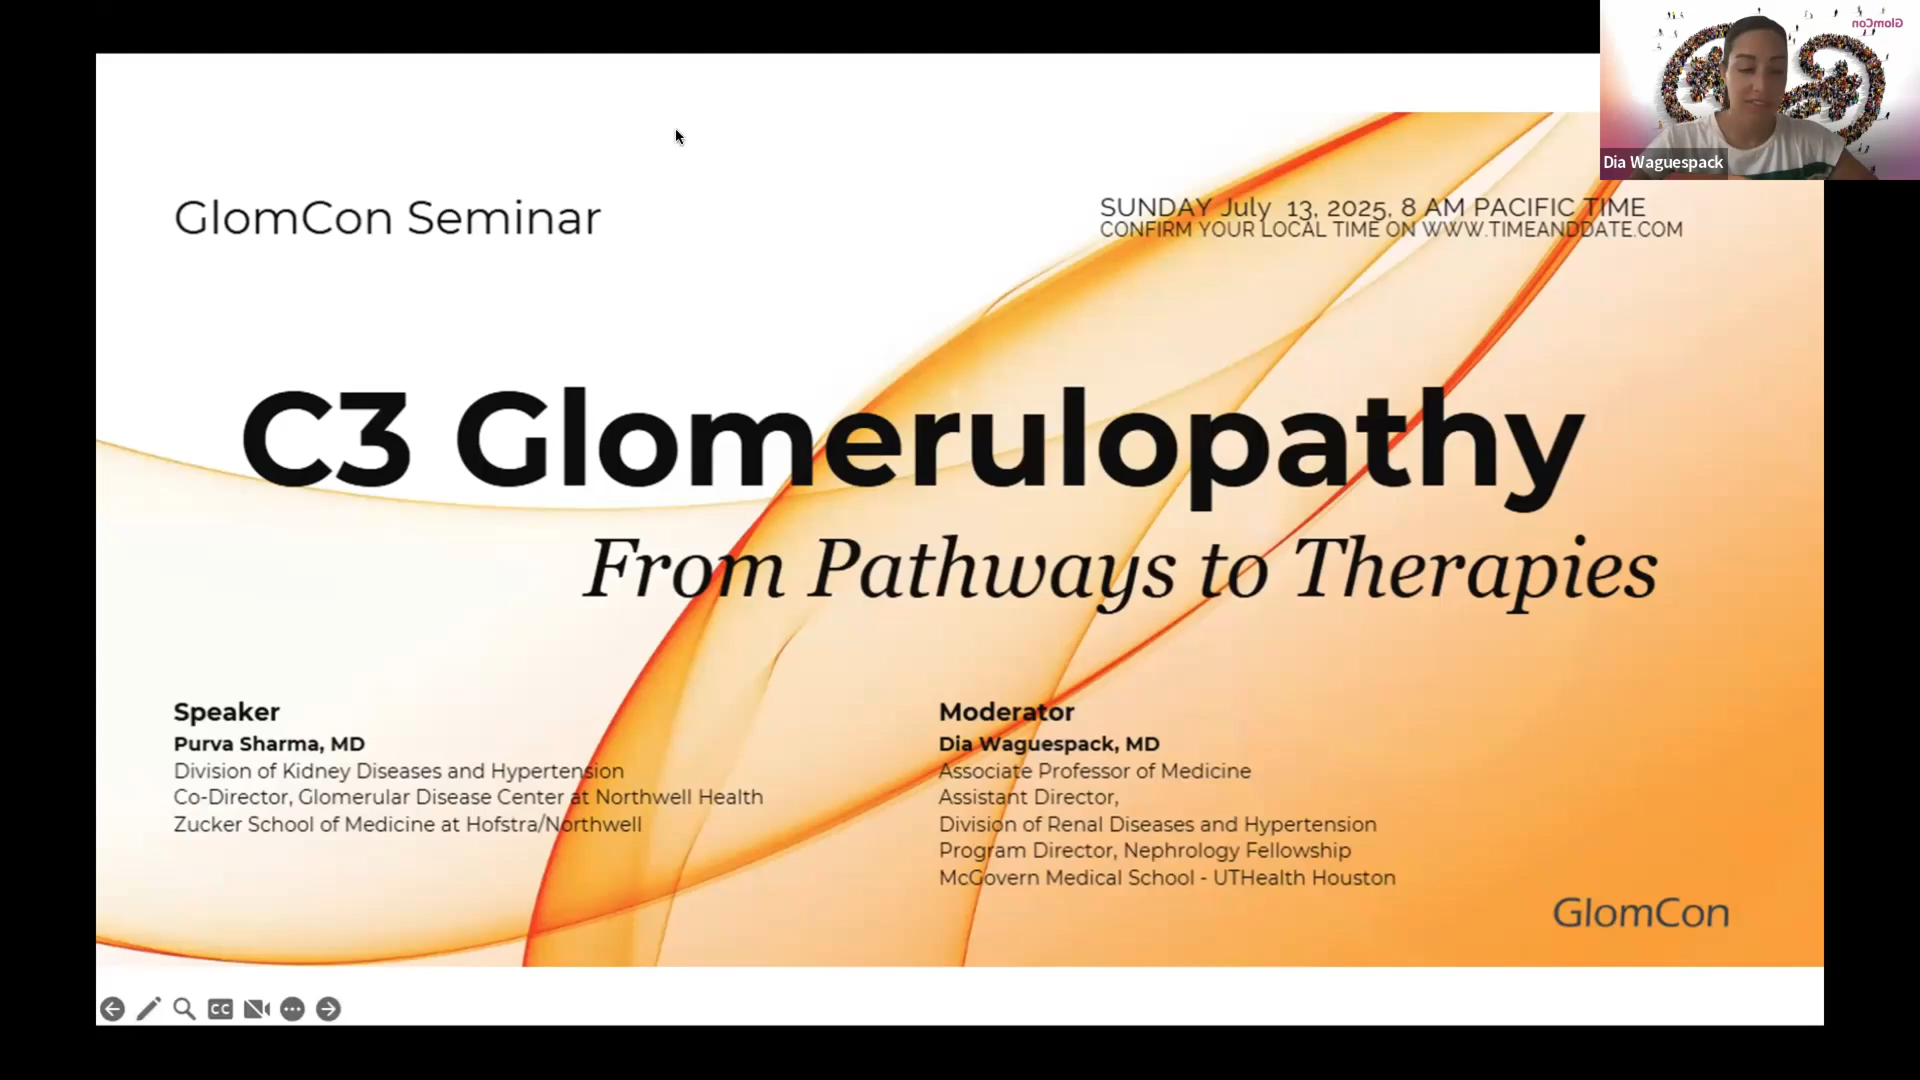 GlomCon
Dia Waguespack
GlomCon Seminar
SUNDAY July 13, 2025, 8 AM PACIFIC TIME
CONFIRM YOUR LOCAL TIME ON WWW.TIMEANDDATE.COM
C3 Glomerulopathy
From Pathways to Therapies
Speaker
Purva Sharma, MD
Division of Kidney Diseases and Hypertension
Co-Director, Glomerular Disease Center at Northwell Health
Zucker School of Medicine at Hofstra/Northwell
Moderator
Dia Waguespack, MD
Associate Professor of Medicine
Assistant Director,
Division of Renal Diseases and Hypertension
Program Director, Nephrology Fellowship
McGovern Medical School - UTHealth Houston
GlomCon
CC